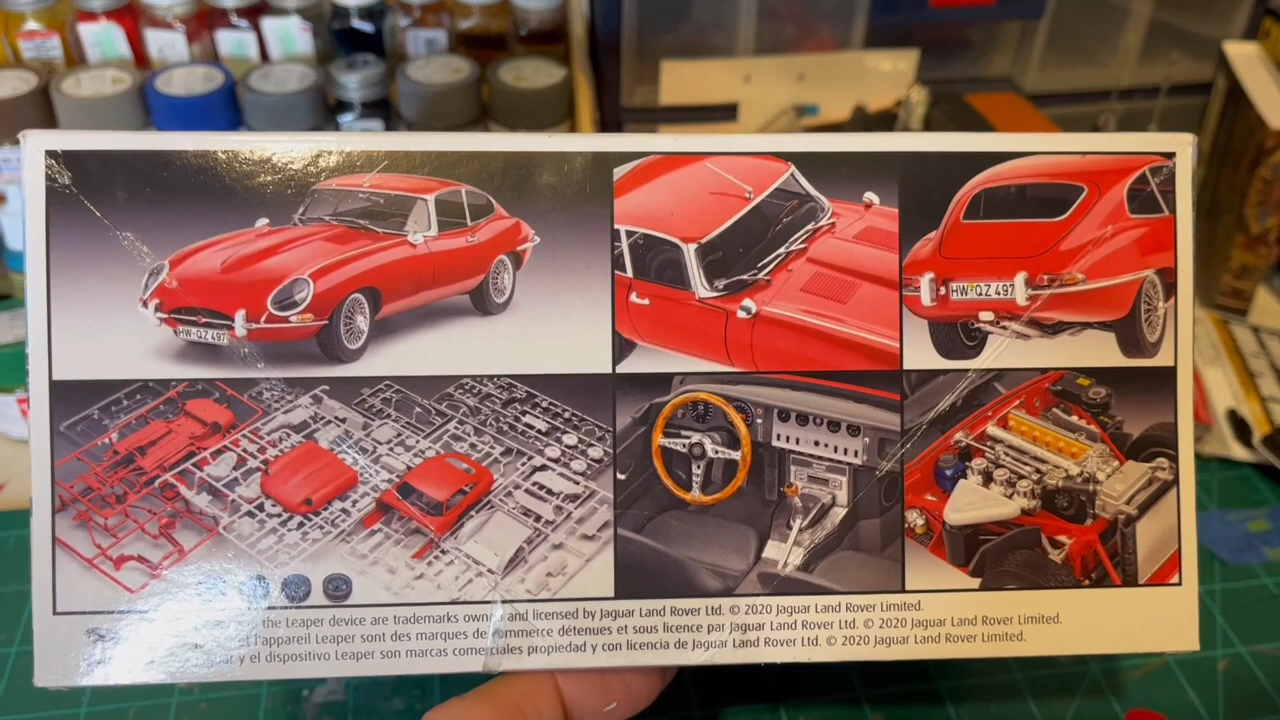 HW-QZ 497
HW-QZ 497
the Leaper device are trademarks owned and licensed by Jaguar Land Rover Ltd. © 2020 Jaguar Land Rover Limited.
et l'appareil Leaper sont des marques de commerce détenues et sous licence par Jaguar Land Rover Ltd. © 2020 Jaguar Land Rover Limited.
y el dispositivo Leaper son marcas comerciales propiedad y con licencia de Jaguar Land Rover Ltd. © 2020 Jaguar Land Rover Limited.